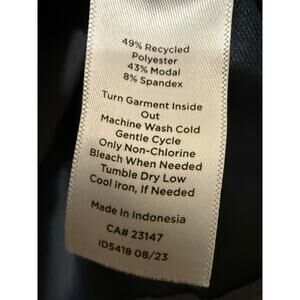 49% Recycled
Polyester
43% Modal
8% Spandex
Turn Garment Inside
Out
Machine Wash Cold
Gentle Cycle
Only Non-Chlorine
Bleach When Needed
Tumble Dry Low
Cool Iron, If Needed
Made In Indonesia
CA# 23147
ID5418 08/23